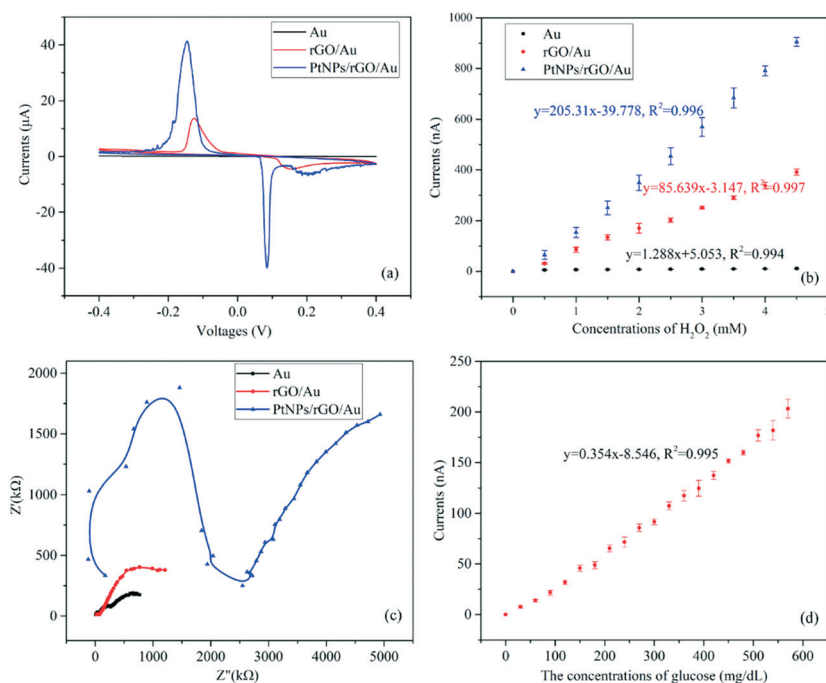 40
20
0
-20
-40
Currents (μA)
Au
rGO/Au
PtNPs/rGO/Au
(a)
-0.4
-0.2
0.0
0.2
0.4
Voltages (V)
1000
800
600
400
200
0
Currents (nA)
Au
rGO/Au
PtNPs/rGO/Au
y=205.31x-39.778, R²=0.996
y=85.639x-3.147, R²=0.997
y=1.288x+5.053, R²=0.994
(b)
0
1
2
3
4
Concentrations of H₂O₂ (mM)
2000
1750
1500
1250
1000
750
500
250
0
Z'(kΩ)
Au
rGO/Au
PtNPs/rGO/Au
(c)
0
1000
2000
3000
4000
5000
Z''(kΩ)
250
200
150
100
50
0
Currents (nA)
y=0.354x-8.546, R²=0.995
(d)
0
100
200
300
400
500
600
The concentrations of glucose (mg/dL)